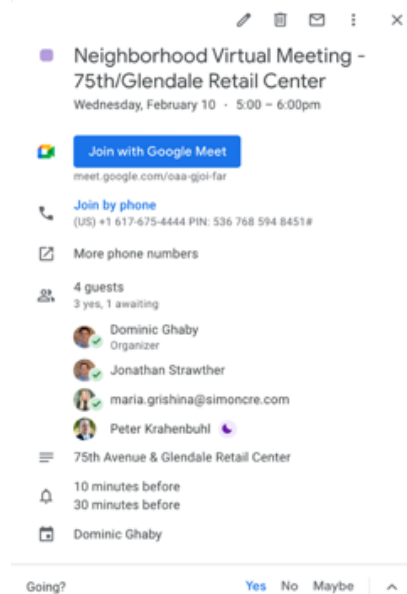 Neighborhood Virtual Meeting -
75th/Glendale Retail Center
Wednesday, February 10 · 5:00 – 6:00pm
Join with Google Meet
meet.google.com/oaa-gjoi-far
Join by phone
(US) +1 617-675-4444 PIN: 536 768 594 8451#
More phone numbers
4 guests
3 yes, 1 awaiting
Dominic Ghaby
Organizer
Jonathan Strawther
maria.grishina@simoncre.com
Peter Krahenbuhl
75th Avenue & Glendale Retail Center
10 minutes before
30 minutes before
Dominic Ghaby
Going?
Yes No Maybe